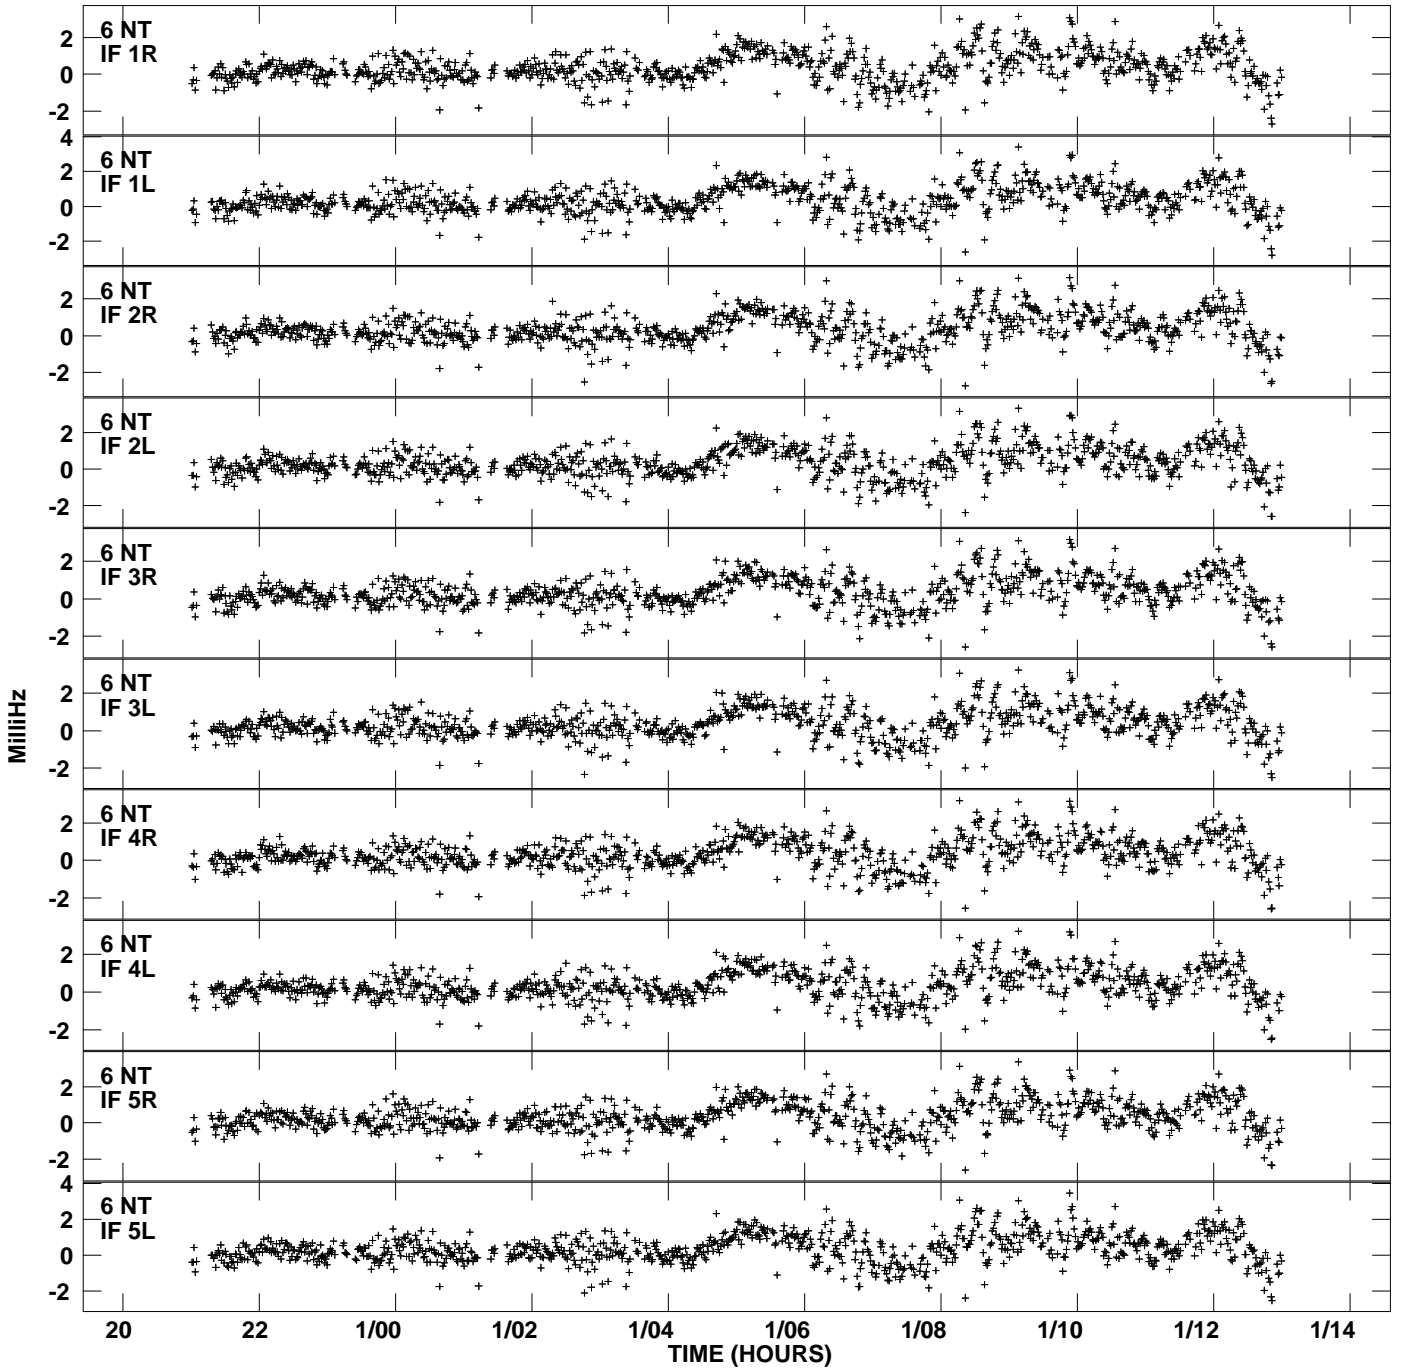 6 NT
IF 1R
2
0
-2
6 NT
IF 1L
4
2
0
-2
6 NT
IF 2R
2
0
-2
6 NT
IF 2L
2
0
-2
6 NT
IF 3R
2
0
-2
6 NT
IF 3L
2
0
-2
6 NT
IF 4R
2
0
-2
6 NT
IF 4L
2
0
-2
6 NT
IF 5R
2
0
-2
6 NT
IF 5L
4
2
0
-2
MilliHz
20 22 1/00 1/02 1/04 1/06 1/08 1/10 1/12 1/14
TIME (HOURS)